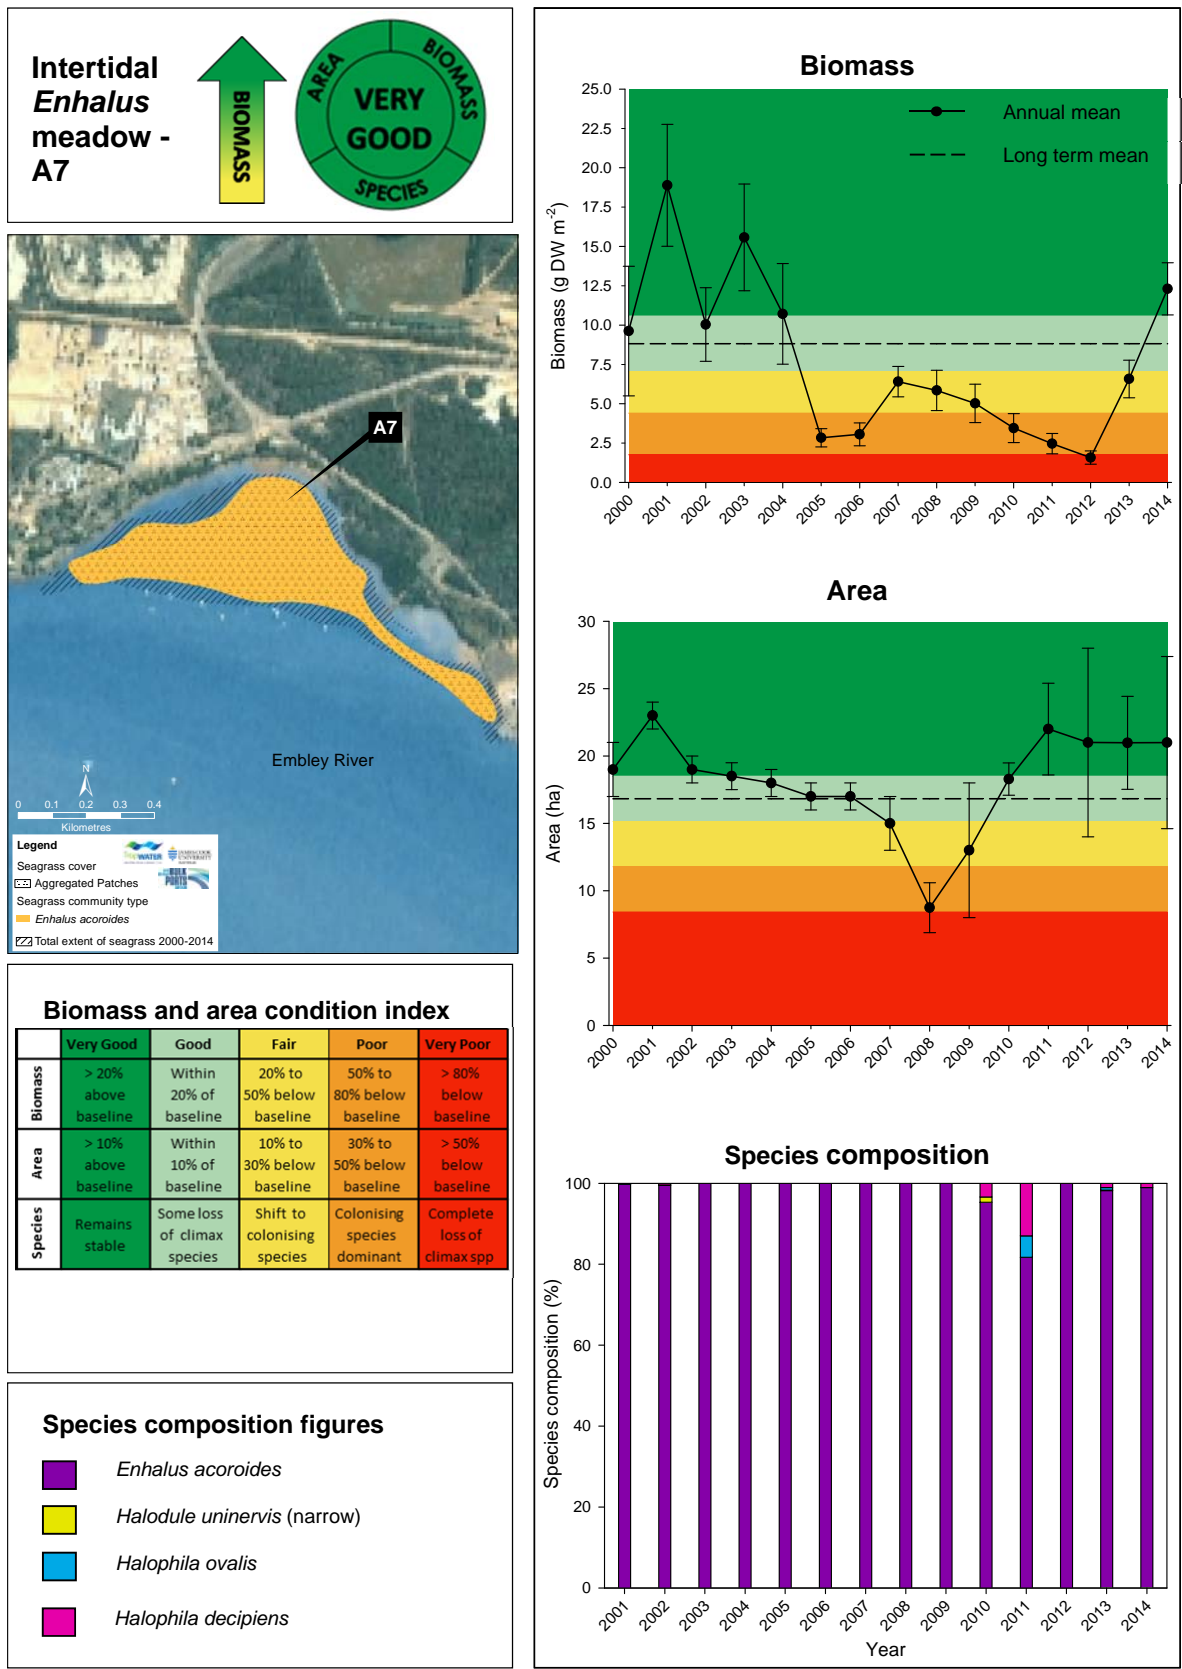 Intertidal
Enhalus
meadow -
A7
BIOMASS
AREA
BIOMASS
VERY
GOOD
SPECIES
A7
Embley River
N
0 0.1 0.2 0.3 0.4
Kilometres
Legend
Seagrass cover
Aggregated Patches
Seagrass community type
Enhalus acoroides
Total extent of seagrass 2000-2014
WATER
JAMES COOK
UNIVERSITY
BULK
PORTS
Biomass and area condition index
Very Good Good Fair Poor Very Poor
Biomass
> 20% Within 20% to 50% to > 80%
above 20% of 50% below 80% below below
baseline baseline baseline baseline baseline
Area
> 10% Within 10% to 30% to > 50%
above 10% of 30% below 50% below below
baseline baseline baseline baseline baseline
Species
Remains Some loss Shift to Colonising Complete
stable of climax colonising species loss of
species species dominant climax spp
Species composition figures
Enhalus acoroides
Halodule uninervis (narrow)
Halophila ovalis
Halophila decipiens
Biomass
Annual mean
Long term mean
Biomass (g DW m-2)
25.0
22.5
20.0
17.5
15.0
12.5
10.0
7.5
5.0
2.5
0.0
2000 2001 2002 2003 2004 2005 2006 2007 2008 2009 2010 2011 2012 2013 2014
Area
Area (ha)
30
25
20
15
10
5
0
2000 2001 2002 2003 2004 2005 2006 2007 2008 2009 2010 2011 2012 2013 2014
Species composition
Species composition (%)
100
80
60
40
20
0
2001 2002 2003 2004 2005 2006 2007 2008 2009 2010 2011 2012 2013 2014
Year